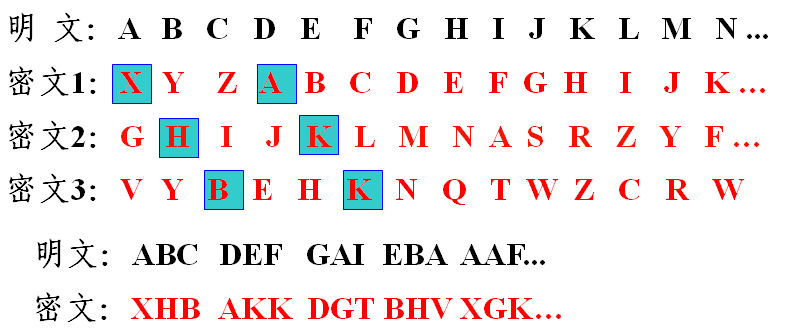 明 文: A B C D E F G H I J K L M N ...
密文1: X Y Z A B C D E F G H I J K ...
密文2: G H I J K L M N A S R Z Y F ...
密文3: V Y B E H K N Q T W Z C R W
明文: ABC DEF GAI EBA AAF...
密文: XHB AKK DGT BHV XGK...